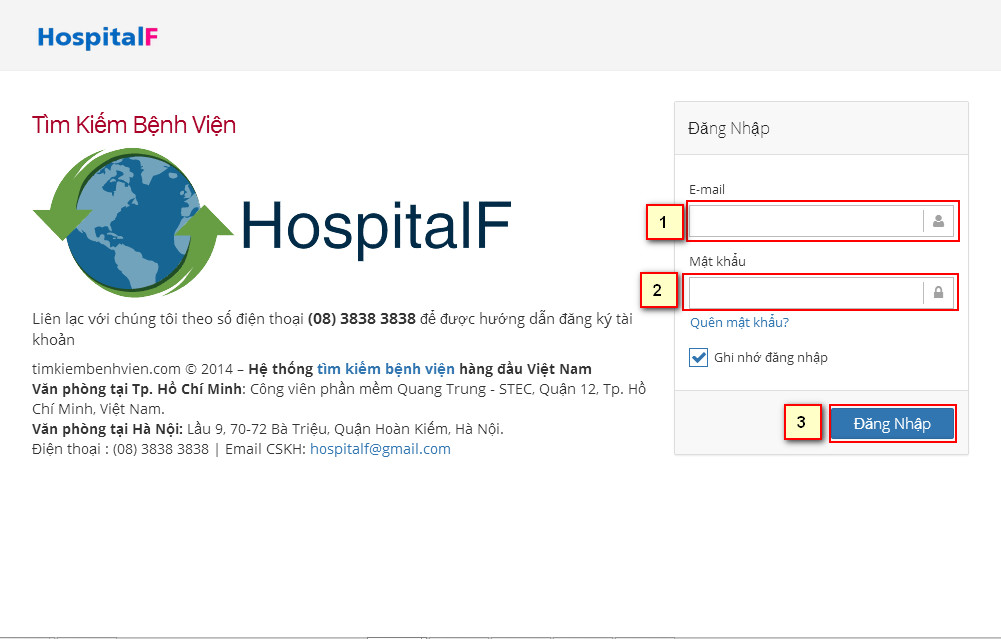 HospitalF
Tìm Kiếm Bệnh Viện
HospitalF
Liên lạc với chúng tôi theo số điện thoại (08) 3838 3838 để được hướng dẫn đăng ký tài
khoản
timkiembenhvien.com © 2014 – Hệ thống tìm kiếm bệnh viện hàng đầu Việt Nam
Văn phòng tại Tp. Hồ Chí Minh: Công viên phần mềm Quang Trung - STEC, Quận 12, Tp. Hồ
Chí Minh, Việt Nam.
Văn phòng tại Hà Nội: Lầu 9, 70-72 Bà Triệu, Quận Hoàn Kiếm, Hà Nội.
Điện thoại : (08) 3838 3838 | Email CSKH: hospitalf@gmail.com
Đăng Nhập
E-mail
1
Mật khẩu
2
Quên mật khẩu?
Ghi nhớ đăng nhập
3
Đăng Nhập